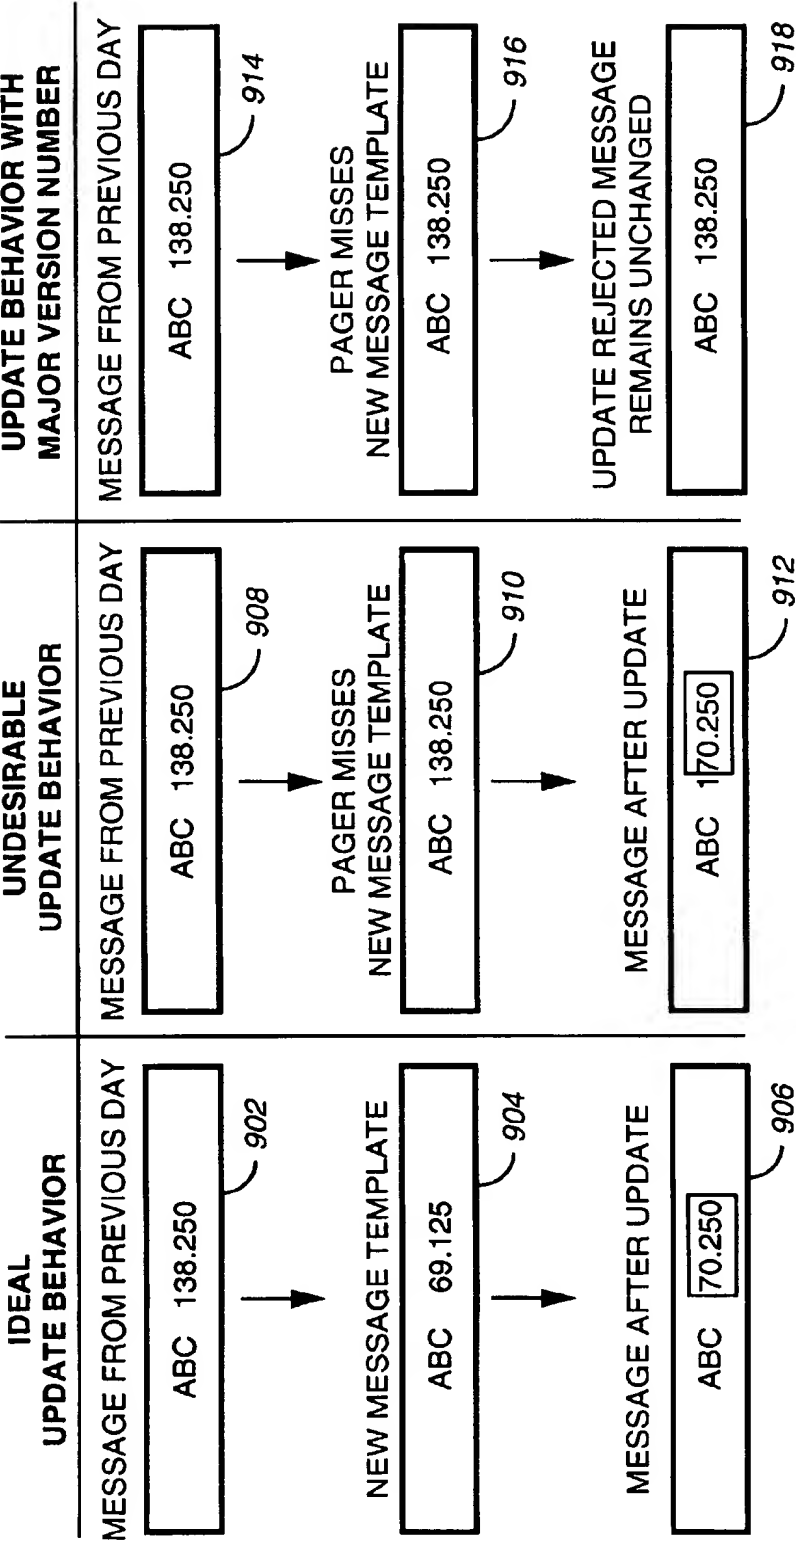 IDEAL
UPDATE BEHAVIOR
MESSAGE FROM PREVIOUS DAY
ABC 138.250
902
NEW MESSAGE TEMPLATE
ABC 69.125
904
MESSAGE AFTER UPDATE
ABC 70.250
906
UNDESIRABLE
UPDATE BEHAVIOR
MESSAGE FROM PREVIOUS DAY
ABC 138.250
908
PAGER MISSES
NEW MESSAGE TEMPLATE
ABC 138.250
910
MESSAGE AFTER UPDATE
ABC 170.250
912
UPDATE BEHAVIOR WITH
MAJOR VERSION NUMBER
MESSAGE FROM PREVIOUS DAY
ABC 138.250
914
PAGER MISSES
NEW MESSAGE TEMPLATE
ABC 138.250
916
UPDATE REJECTED MESSAGE
REMAINS UNCHANGED
ABC 138.250
918